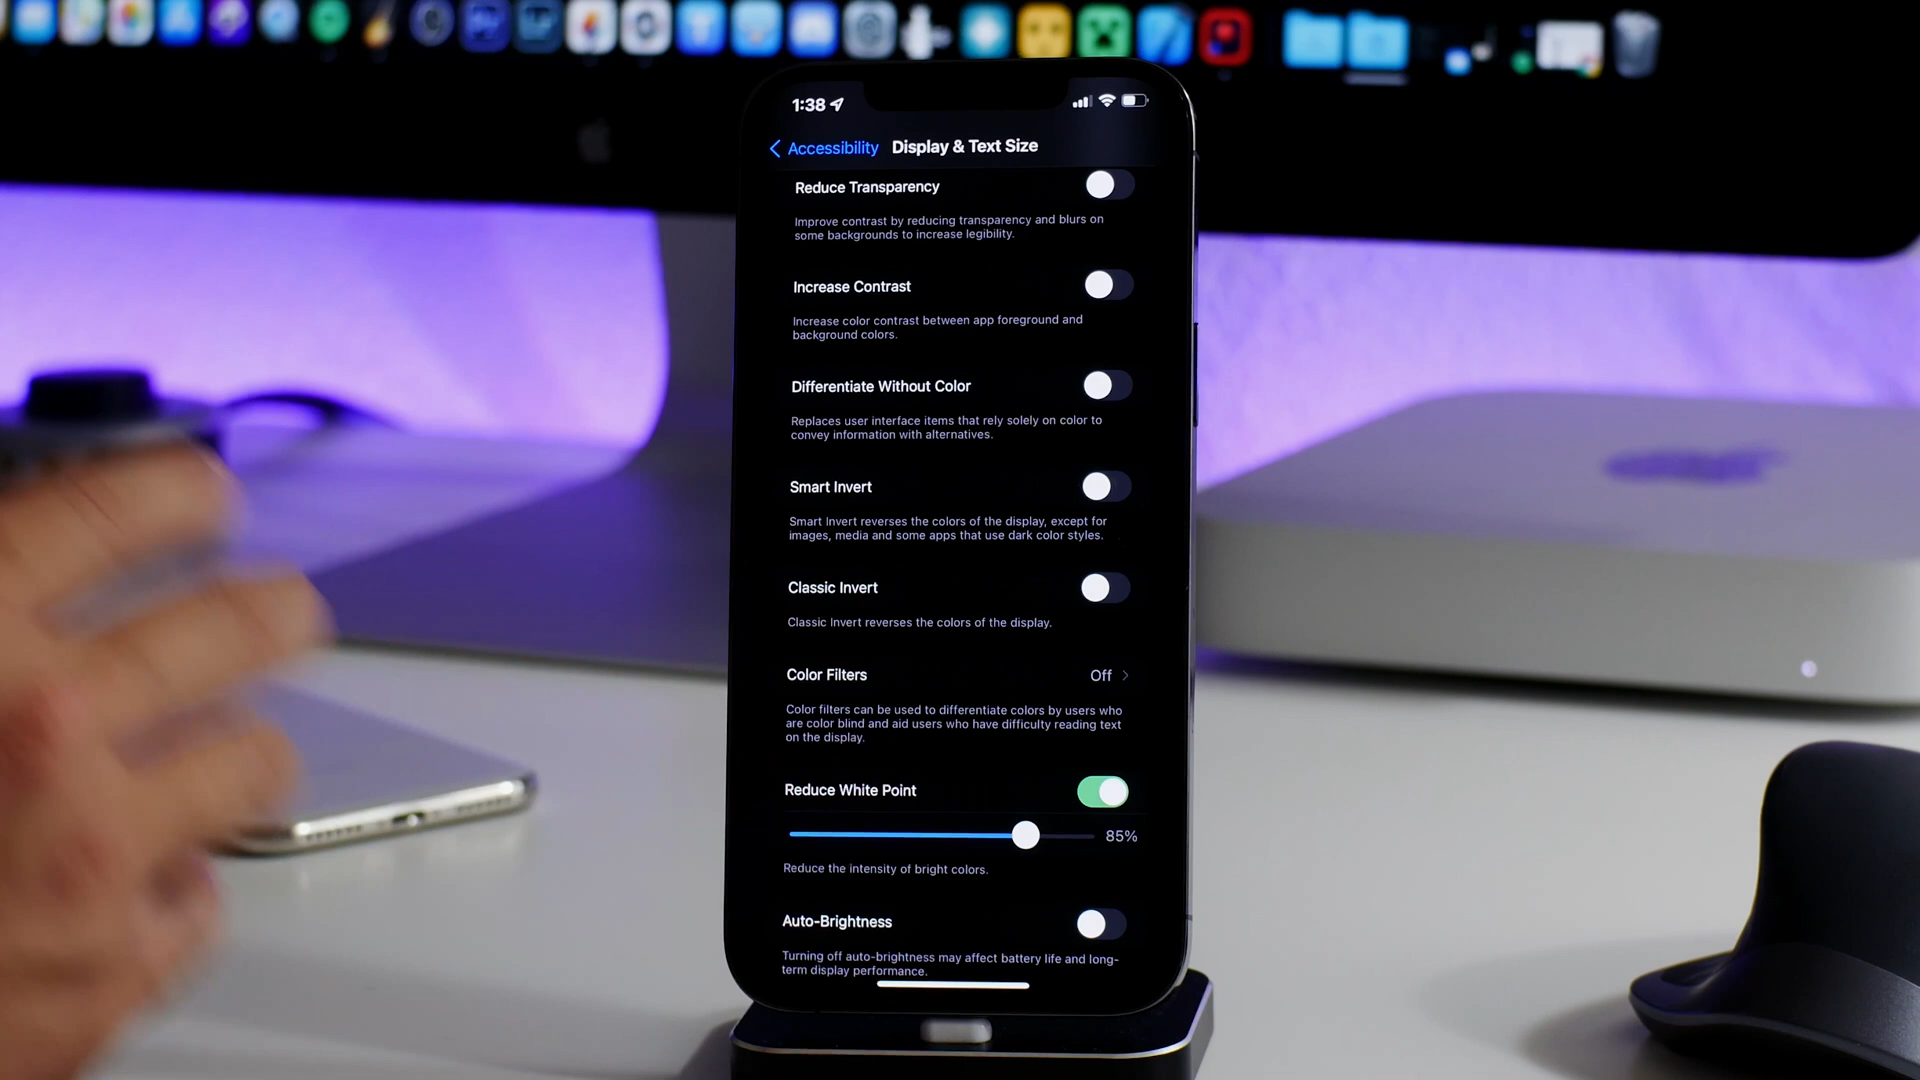 1:38
Accessibility Display & Text Size
Reduce Transparency
Improve contrast by reducing transparency and blurs on
some backgrounds to increase legibility.
Increase Contrast
Increase color contrast between app foreground and
background colors.
Differentiate Without Color
Replaces user interface items that rely solely on color to
convey information with alternatives.
Smart Invert
Smart Invert reverses the colors of the display, except for
images, media and some apps that use dark color styles.
Classic Invert
Classic Invert reverses the colors of the display.
Color Filters Off
Color filters can be used to differentiate colors by users who
are color blind and aid users who have difficulty reading text
on the display.
Reduce White Point
85%
Reduce the intensity of bright colors.
Auto-Brightness
Turning off auto-brightness may affect battery life and long-
term display performance.